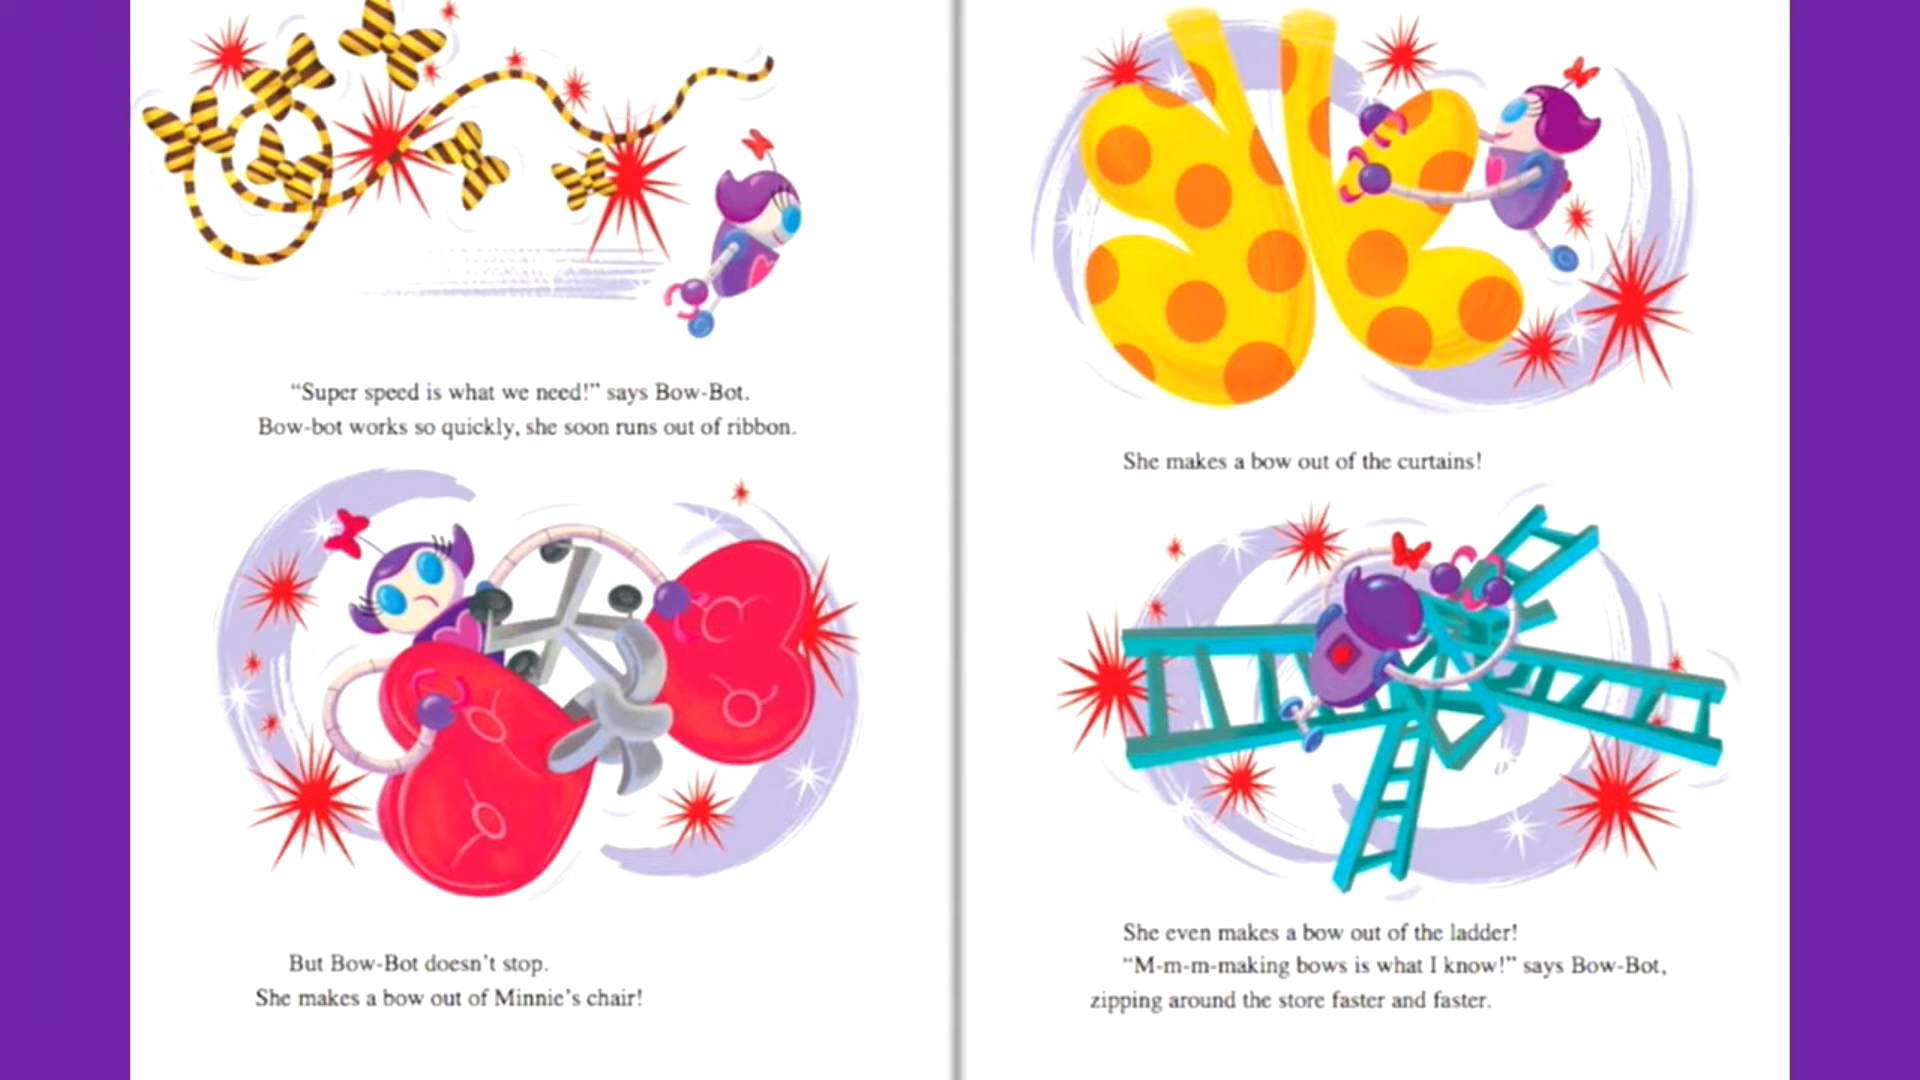 “Super speed is what we need!” says Bow-Bot.
Bow-bot works so quickly, she soon runs out of ribbon.
But Bow-Bot doesn’t stop.
She makes a bow out of Minnie’s chair!
She makes a bow out of the curtains!
She even makes a bow out of the ladder!
“M-m-m-making bows is what I know!” says Bow-Bot,
zipping around the store faster and faster.